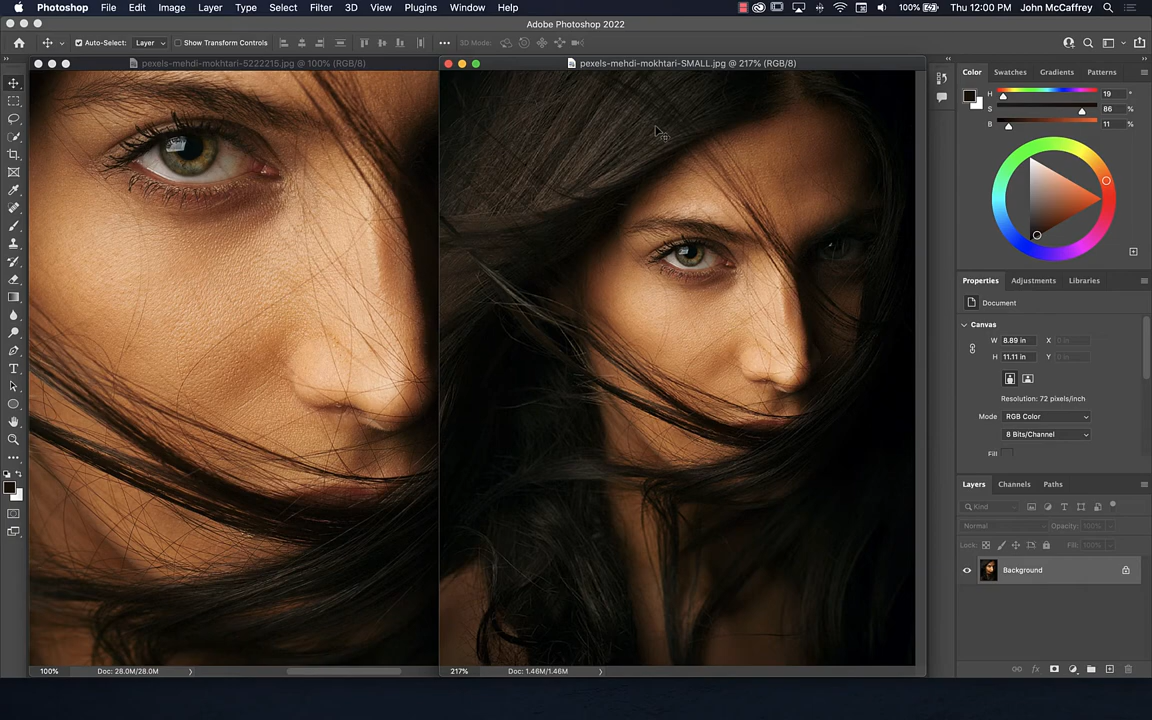 Photoshop File Edit Image Layer Type Select Filter 3D View Plugins Window Help 100% Thu 12:00 PM John McCaffrey
Adobe Photoshop 2022
Auto-Select: Layer Show Transform Controls 3D Mode:
pexels-mehdi-mokhtari-5222215.jpg @ 100% (RGB/8)
pexels-mehdi-mokhtari-SMALL.jpg @ 217% (RGB/8)
Color Swatches Gradients Patterns
H 19 °
S 86 %
B 11 %
Properties Adjustments Libraries
Document
Canvas
W 8.89 in X 0 in
H 11.11 in Y 0 in
Resolution: 72 pixels/inch
Mode RGB Color
8 Bits/Channel
Fill
Layers Channels Paths
Kind
Normal Opacity: 100%
Lock: Fill: 100%
Background
100% Doc: 28.0M/28.0M
217% Doc: 1.46M/1.46M